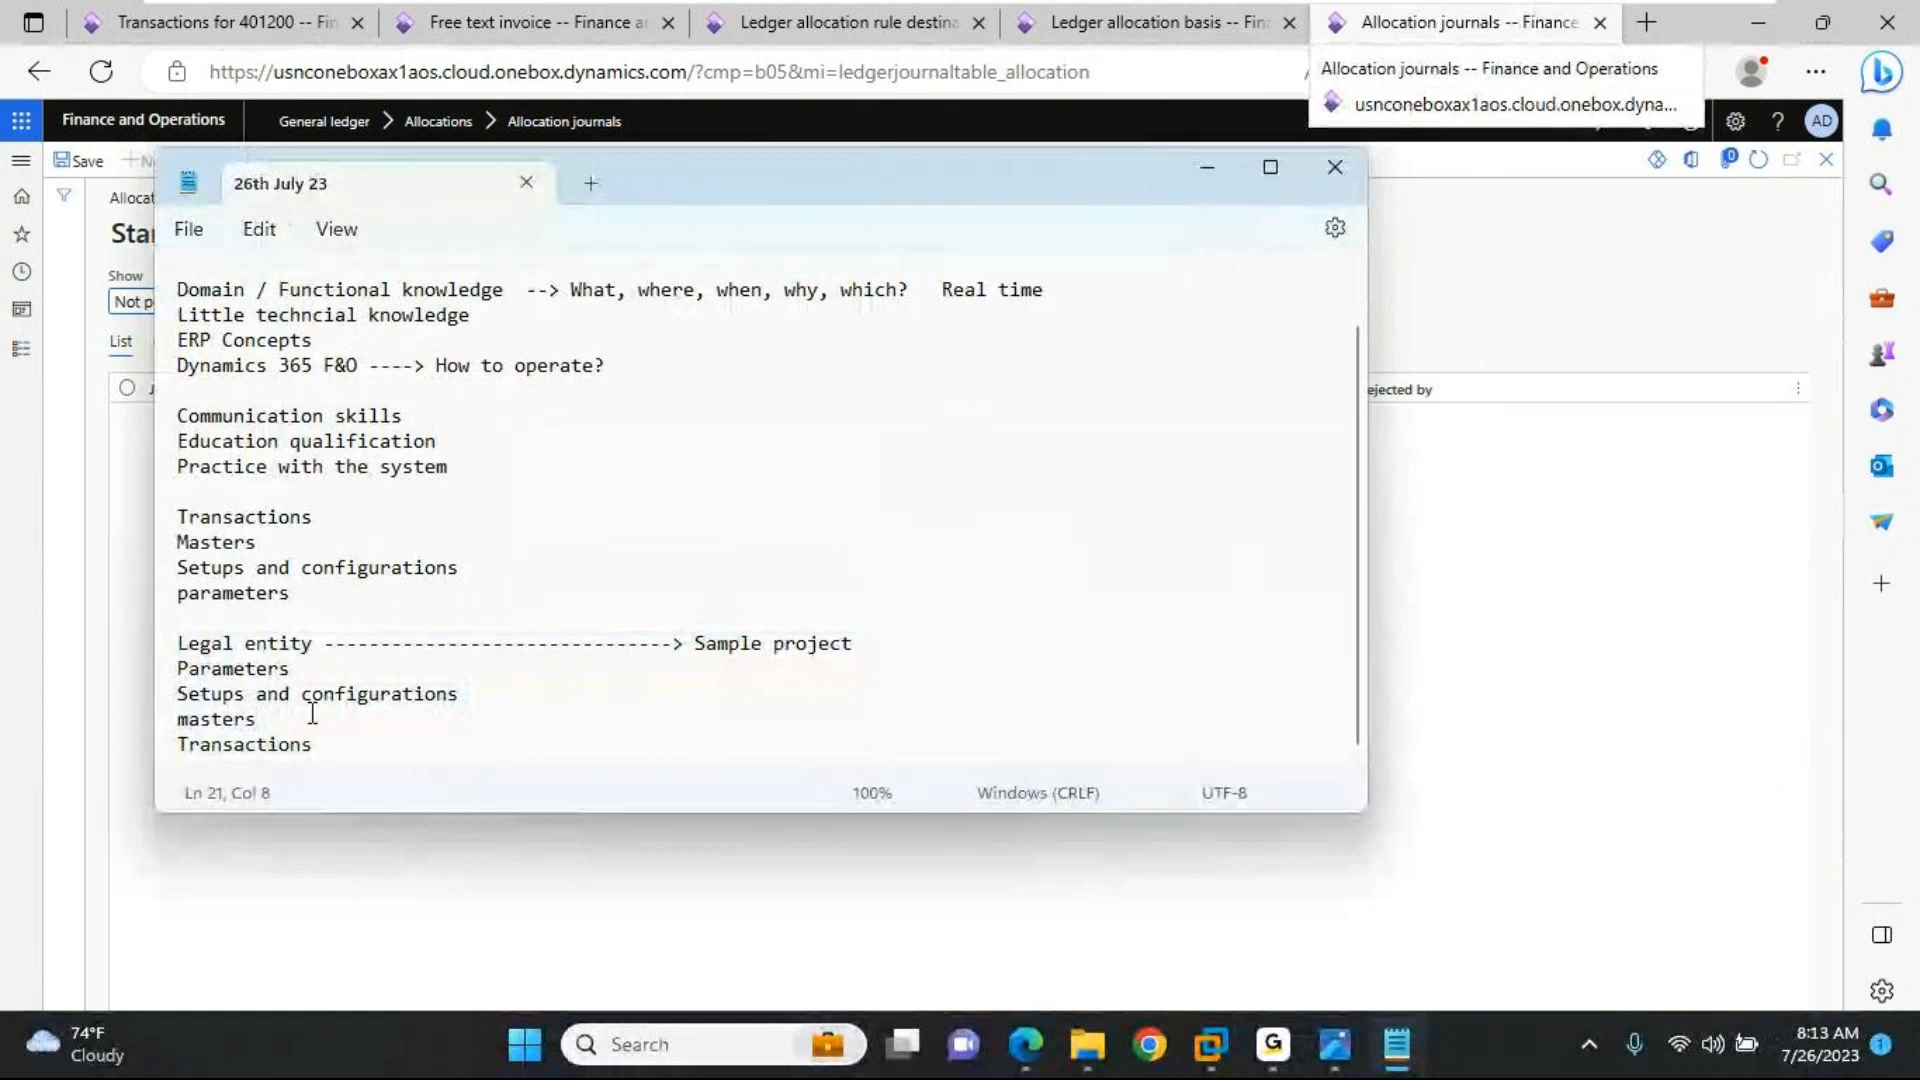 Transactions for 401200 -- Fin
Free text invoice -- Finance a
Ledger allocation rule destina
Ledger allocation basis -- Fin
Allocation journals -- Finance
https://usnconeboxax1aos.cloud.onebox.dynamics.com/?cmp=b05&mi=ledgerjournaltable_allocation
Allocation journals -- Finance and Operations
usnconeboxax1aos.cloud.onebox.dyna...
Finance and Operations
General ledger
Allocations
Allocation journals
? AD
Save
26th July 23
Allocat
Star
File Edit View
Show
Not p
List
Domain / Functional knowledge --> What, where, when, why, which? Real time
Little techncial knowledge
ERP Concepts
Dynamics 365 F&O ----> How to operate?
ejected by
Communication skills
Education qualification
Practice with the system
Transactions
Masters
Setups and configurations
parameters
Legal entity -------------------------------> Sample project
Parameters
Setups and configurations
masters
Transactions
Ln 21, Col 8
100%
Windows (CRLF)
UTF-8
74°F
Cloudy
Search
8:13 AM
7/26/2023